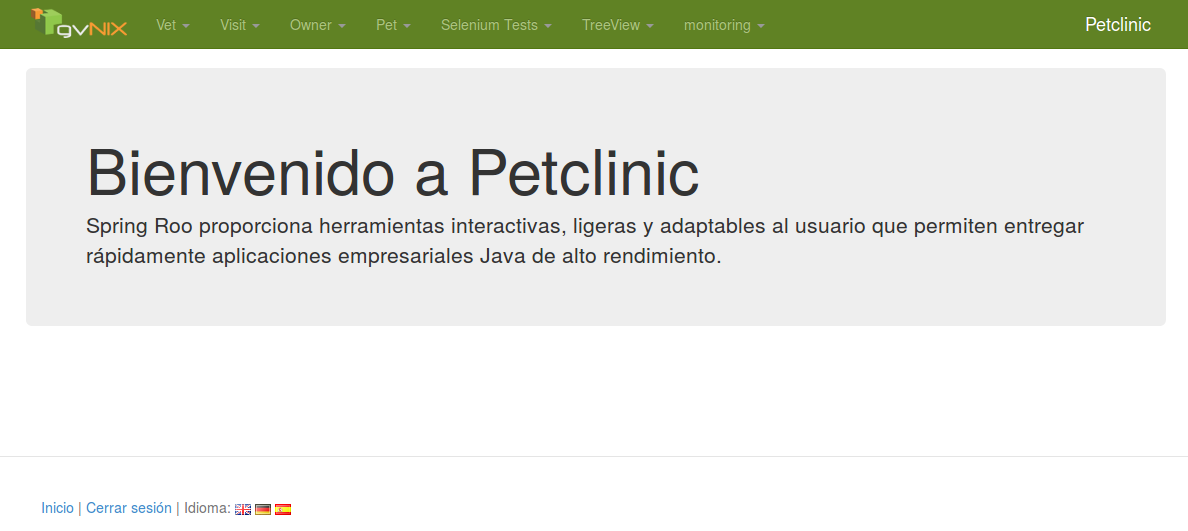 gvNIX Vet Visit Owner Pet Selenium Tests TreeView monitoring Petclinic
Bienvenido a Petclinic
Spring Roo proporciona herramientas interactivas, ligeras y adaptables al usuario que permiten entregar
rápidamente aplicaciones empresariales Java de alto rendimiento.
Inicio | Cerrar sesión | Idioma: